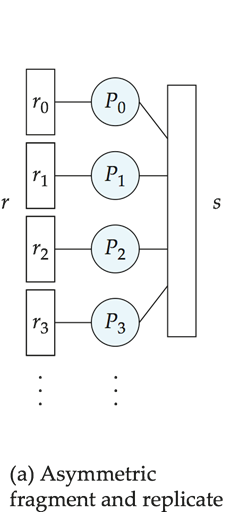 r0 P0
r1 P1
r s
r2 P2
r3 P3
(a) Asymmetric
fragment and replicate